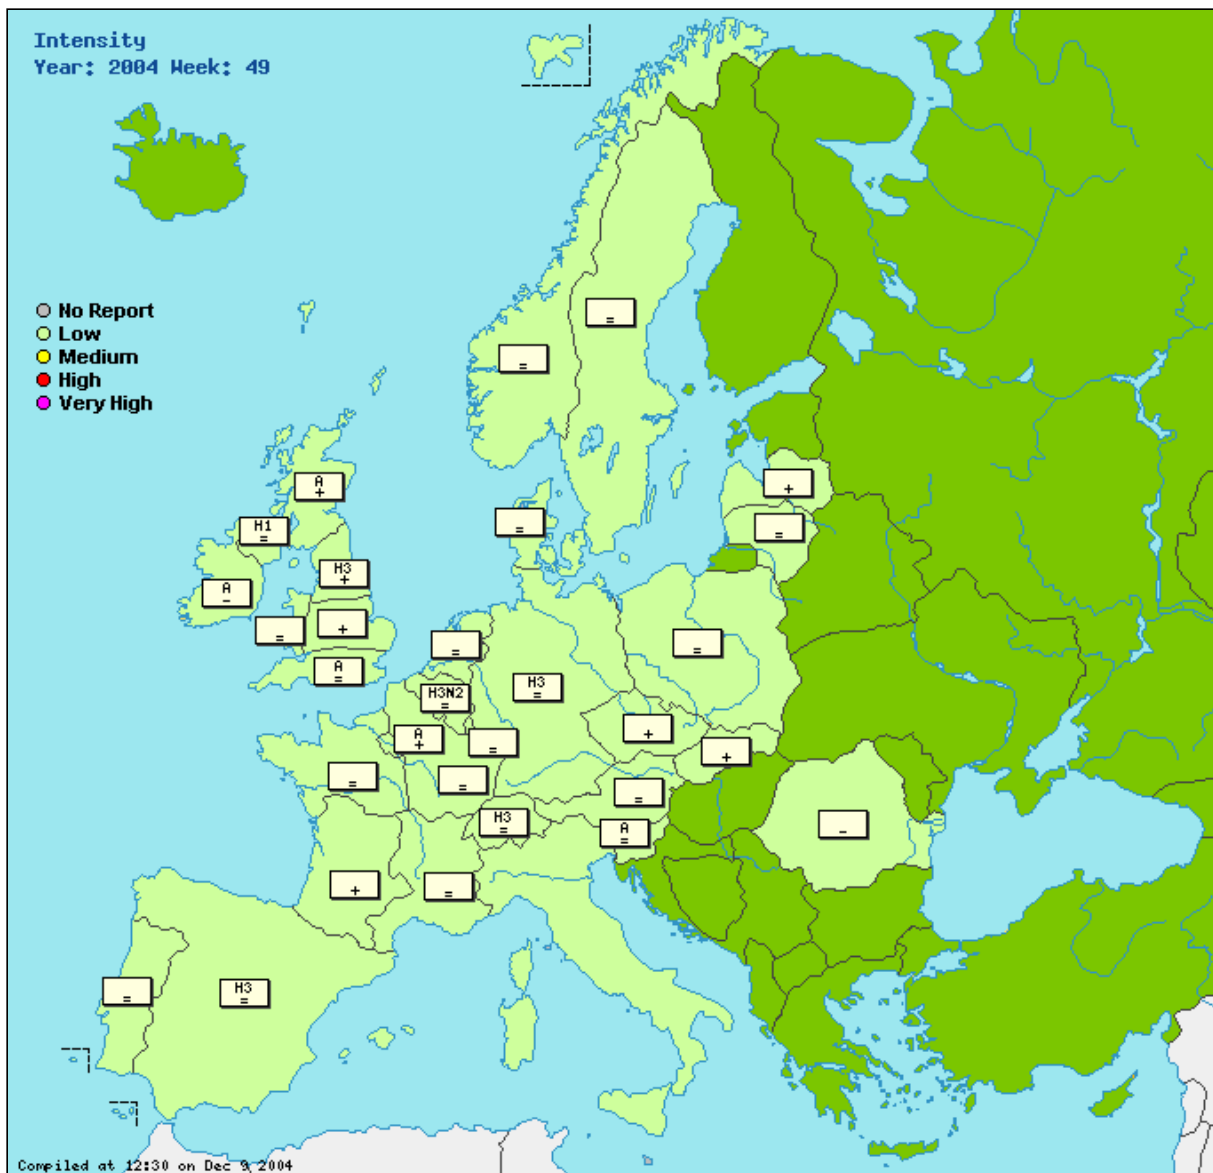 Intensity
Year: 2004 Week: 49
No Report
Low
Medium
High
Very High
=
=
A
+
+
H1
=
=
=
H3
+
A
-
+
=
=
=
A
=
H3
=
H3N2
=
+
A
+
=
+
=
=
=
H3
=
-
A
=
+
=
=
H3
=
Compiled at 12:30 on Dec 9 2004